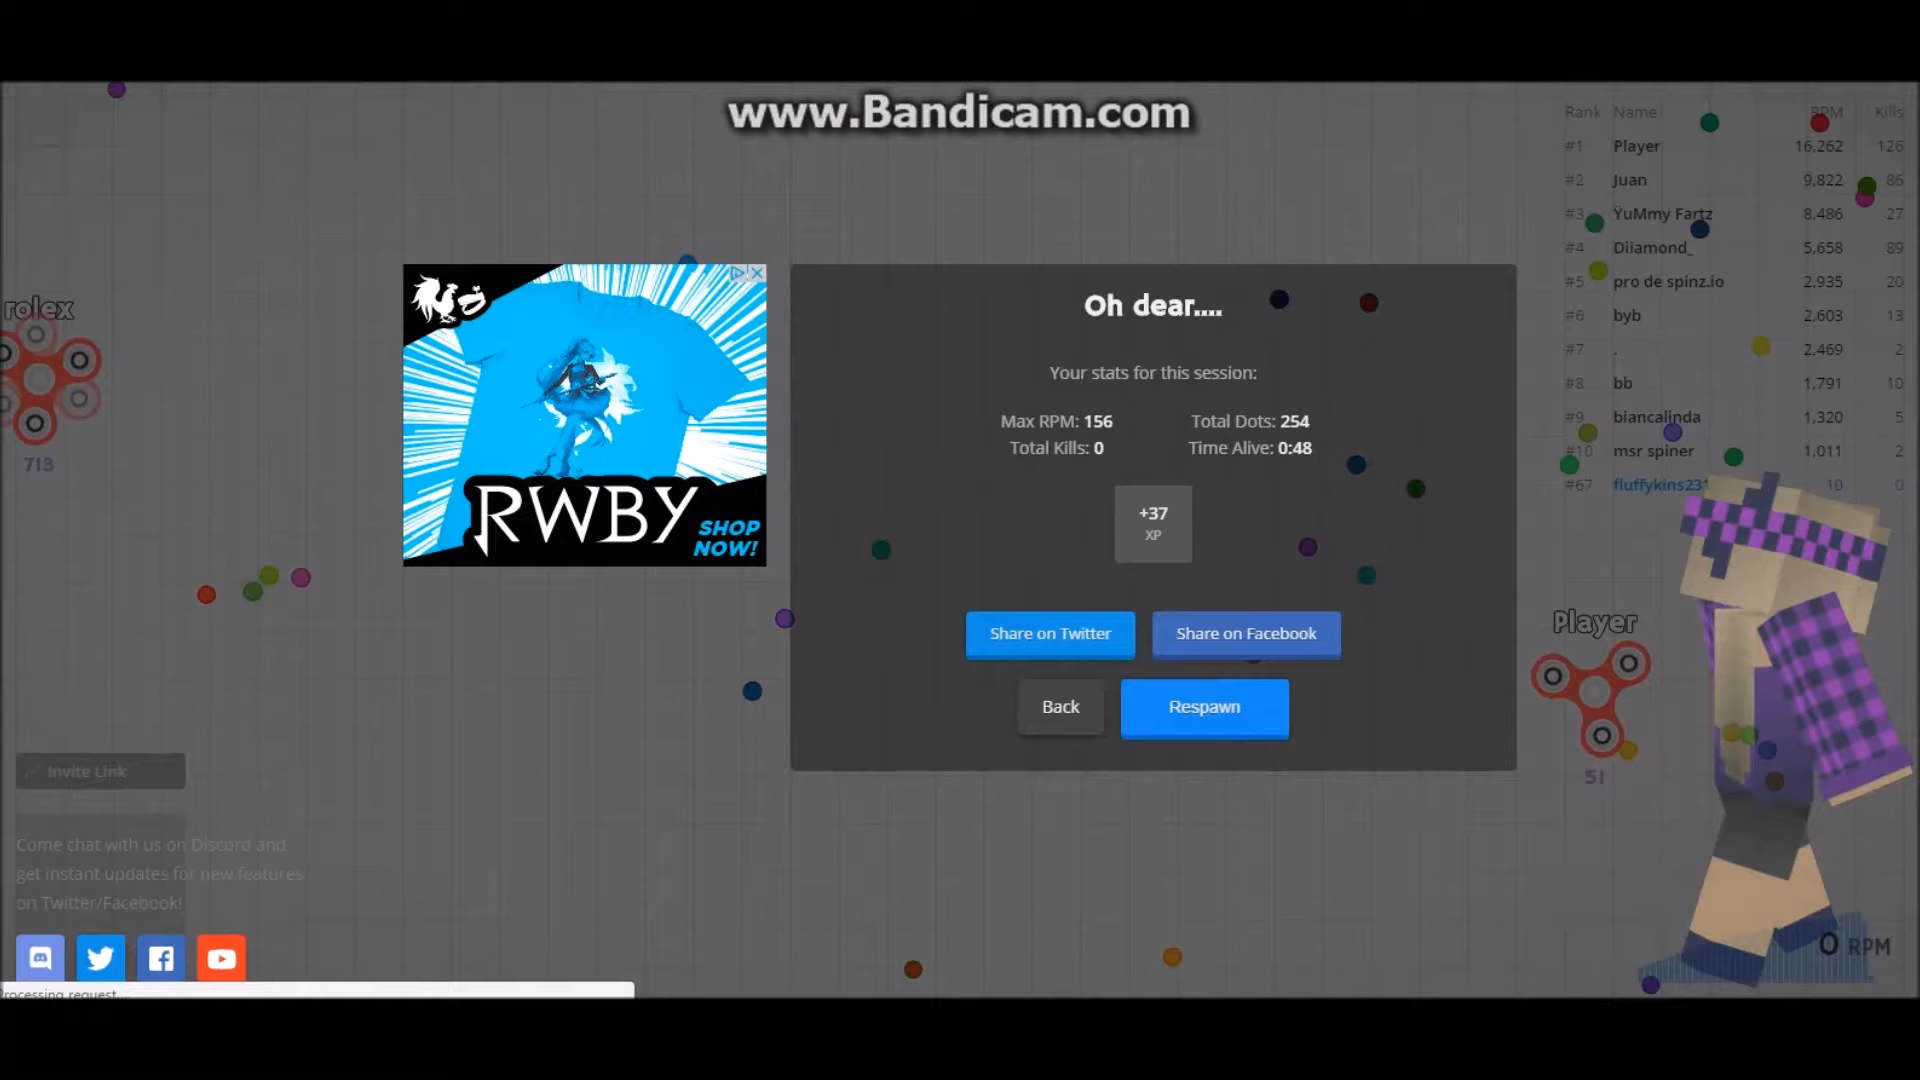 www.Bandicam.com
Rank Name RPM Kills
#1 Player 16,262 126
#2 Juan 9,822 86
#3 ŸuMmy Fartz 8,486 27
#4 Diiamond_ 5,658 89
#5 pro de spinz.io 2,935 20
#6 byb 2,603 13
#7 . 2,469 2
#8 bb 1,791 10
#9 biancalinda 1,320 5
#10 msr spiner 1,011 2
#67 fluffykins231 10 0
rolex
713
RWBY
SHOP
NOW!
Oh dear....
Your stats for this session:
Max RPM: 156 Total Dots: 254
Total Kills: 0 Time Alive: 0:48
+37
XP
Share on Twitter Share on Facebook
Back Respawn
Player
51
Invite Link
Come chat with us on Discord and
get instant updates for new features
on Twitter/Facebook!
0 RPM
Processing request...